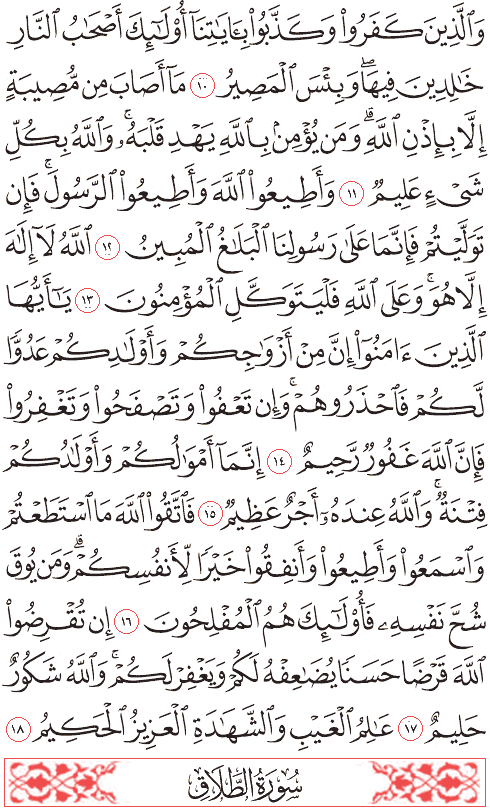 وَٱلَّذِينَ كَفَرُوا۟ وَكَذَّبُوا۟ بِـَٔايَٰتِنَآ أُو۟لَٰٓئِكَ أَصْحَٰبُ ٱلنَّارِ
خَٰلِدِينَ فِيهَا ۖ وَبِئْسَ ٱلْمَصِيرُ ١٠ مَآ أَصَابَ مِن مُّصِيبَةٍ
إِلَّا بِإِذْنِ ٱللَّهِ ۗ وَمَن يُؤْمِنۢ بِٱللَّهِ يَهْدِ قَلْبَهُۥ ۚ وَٱللَّهُ بِكُلِّ
شَىْءٍ عَلِيمٌ ١١ وَأَطِيعُوا۟ ٱللَّهَ وَأَطِيعُوا۟ ٱلرَّسُولَ ۚ فَإِن
تَوَلَّيْتُمْ فَإِنَّمَا عَلَىٰ رَسُولِنَا ٱلْبَلَٰغُ ٱلْمُبِينُ ١٢ ٱللَّهُ لَآ إِلَٰهَ
إِلَّا هُوَ ۚ وَعَلَى ٱللَّهِ فَلْيَتَوَكَّلِ ٱلْمُؤْمِنُونَ ١٣ يَٰٓأَيُّهَا
ٱلَّذِينَ ءَامَنُوٓا۟ إِنَّ مِنْ أَزْوَٰجِكُمْ وَأَوْلَٰدِكُمْ عَدُوًّا
لَّكُمْ فَٱحْذَرُوهُمْ ۚ وَإِن تَعْفُوا۟ وَتَصْفَحُوا۟ وَتَغْفِرُوا۟
فَإِنَّ ٱللَّهَ غَفُورٌ رَّحِيمٌ ١٤ إِنَّمَآ أَمْوَٰلُكُمْ وَأَوْلَٰدُكُمْ
فِتْنَةٌ ۚ وَٱللَّهُ عِندَهُۥٓ أَجْرٌ عَظِيمٌ ١٥ فَٱتَّقُوا۟ ٱللَّهَ مَا ٱسْتَطَعْتُمْ
وَٱسْمَعُوا۟ وَأَطِيعُوا۟ وَأَنفِقُوا۟ خَيْرًا لِّأَنفُسِكُمْ ۗ وَمَن يُوقَ
شُحَّ نَفْسِهِۦ فَأُو۟لَٰٓئِكَ هُمُ ٱلْمُفْلِحُونَ ١٦ إِن تُقْرِضُوا۟
ٱللَّهَ قَرْضًا حَسَنًا يُضَٰعِفْهُ لَكُمْ وَيَغْفِرْ لَكُمْ ۚ وَٱللَّهُ شَكُورٌ
حَلِيمٌ ١٧ عَٰلِمُ ٱلْغَيْبِ وَٱلشَّهَٰدَةِ ٱلْعَزِيزُ ٱلْحَكِيمُ ١٨
سُورَةُ الطَّلَاقِ